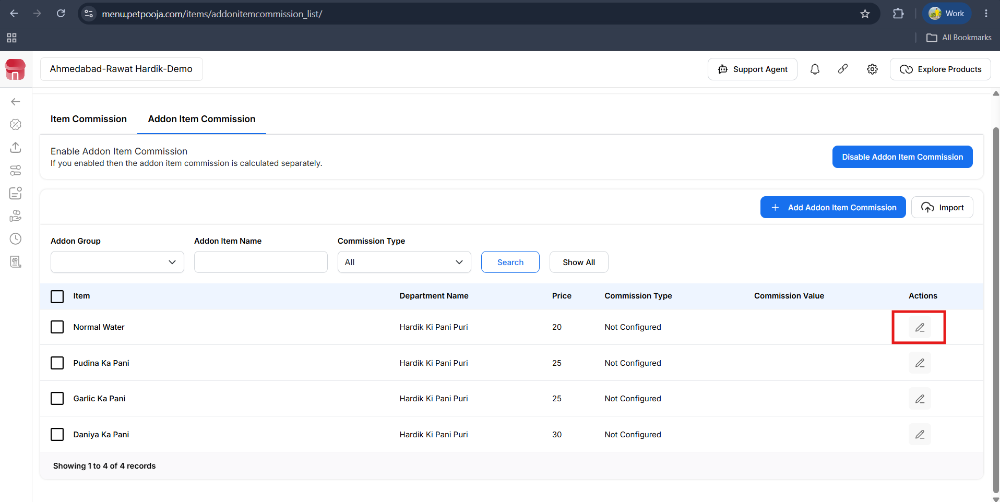 menu.petpooja.com/items/addonitemcommission_list/
Work
All Bookmarks
Ahmedabad-Rawat Hardik-Demo
Support Agent
Explore Products
Item Commission
Addon Item Commission
Enable Addon Item Commission
If you enabled then the addon item commission is calculated separately.
Disable Addon Item Commission
Add Addon Item Commission
Import
Addon Group
Addon Item Name
Commission Type
All
Search
Show All
Item Department Name Price Commission Type Commission Value Actions
Normal Water Hardik Ki Pani Puri 20 Not Configured
Pudina Ka Pani Hardik Ki Pani Puri 25 Not Configured
Garlic Ka Pani Hardik Ki Pani Puri 25 Not Configured
Daniya Ka Pani Hardik Ki Pani Puri 30 Not Configured
Showing 1 to 4 of 4 records